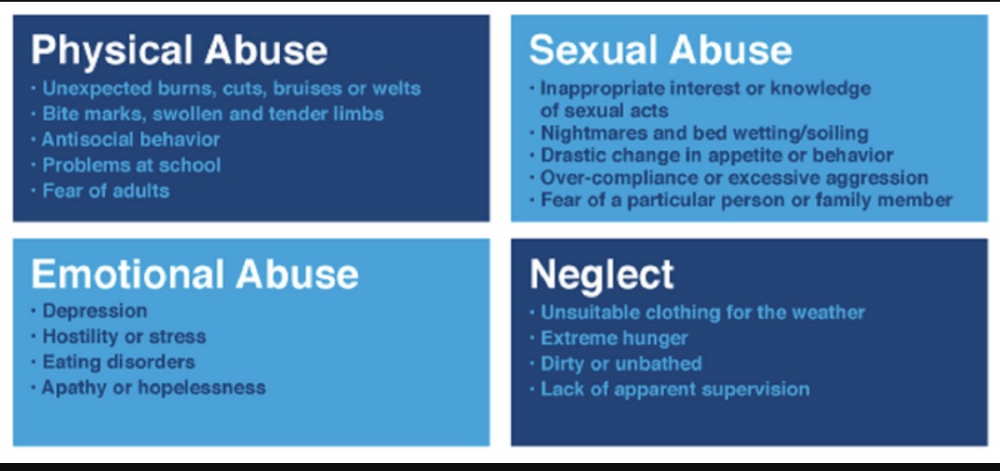 Physical Abuse
· Unexpected burns, cuts, bruises or welts
· Bite marks, swollen and tender limbs
· Antisocial behavior
· Problems at school
· Fear of adults
Sexual Abuse
· Inappropriate interest or knowledge
of sexual acts
· Nightmares and bed wetting/soiling
· Drastic change in appetite or behavior
· Over-compliance or excessive aggression
· Fear of a particular person or family member
Emotional Abuse
· Depression
· Hostility or stress
· Eating disorders
· Apathy or hopelessness
Neglect
· Unsuitable clothing for the weather
· Extreme hunger
· Dirty or unbathed
· Lack of apparent supervision